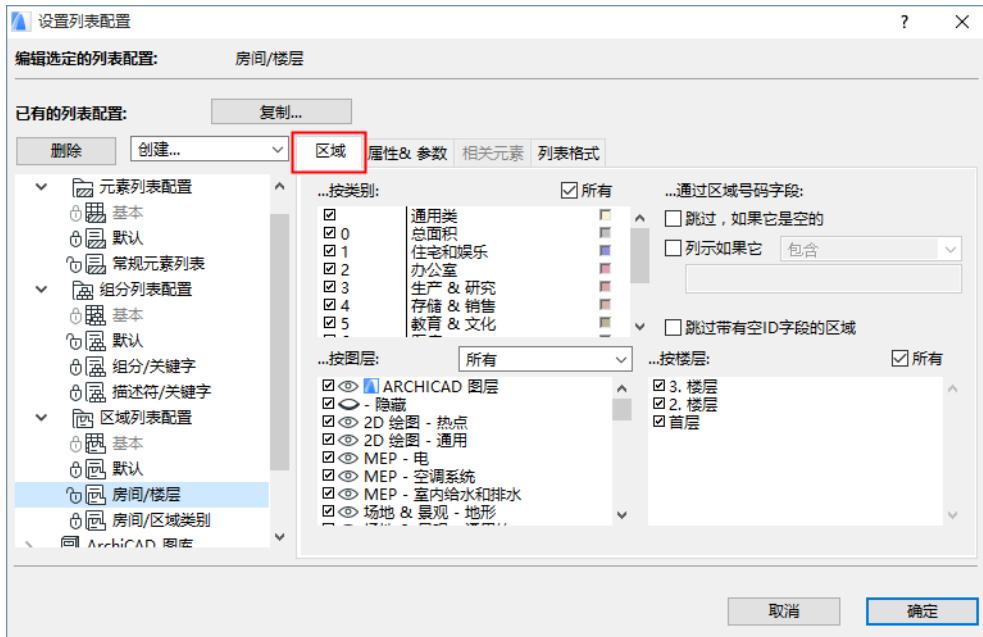 设置列表配置
?
编辑选定的列表配置:
房间/楼层
已有的列表配置:
复制...
删除
创建...
元素列表配置
基本
默认
常规元素列表
组分列表配置
基本
默认
组分/关键字
描述符/关键字
区域列表配置
基本
默认
房间/楼层
房间/区域类别
ArchiCAD 图库
区域
属性& 参数
相关元素
列表格式
...按类别:
所有
通用类
0 总面积
1 住宅和娱乐
2 办公室
3 生产 & 研究
4 存储 & 销售
5 教育 & 文化
...通过区域号码字段:
跳过，如果它是空的
列示如果它
包含
跳过带有空ID字段的区域
...按图层:
所有
ARCHICAD 图层
- 隐藏
2D 绘图 - 热点
2D 绘图 - 通用
MEP - 电
MEP - 空调系统
MEP - 室内给水和排水
场地 & 景观 - 地形
...按楼层:
所有
3. 楼层
2. 楼层
首层
取消
确定